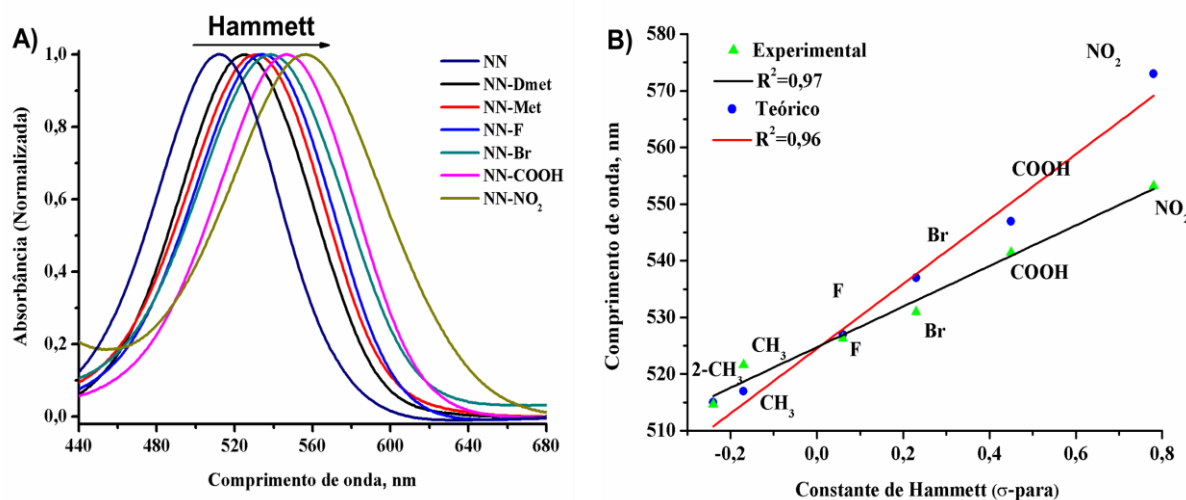 A)
Hammett
NN
NN-Dmet
NN-Met
NN-F
NN-Br
NN-COOH
NN-NO₂
Absorbância (Normalizada)
1,0
0,8
0,6
0,4
0,2
0,0
440 480 520 560 600 640 680
Comprimento de onda, nm
B)
Experimental
R²=0,97
Teórico
R²=0,96
NO₂
COOH
NO₂
Br
COOH
F
Br
CH₃
F
2-CH₃
CH₃
Comprimento de onda, nm
580
570
560
550
540
530
520
510
-0,2 0,0 0,2 0,4 0,6 0,8
Constante de Hammett (σ-para)